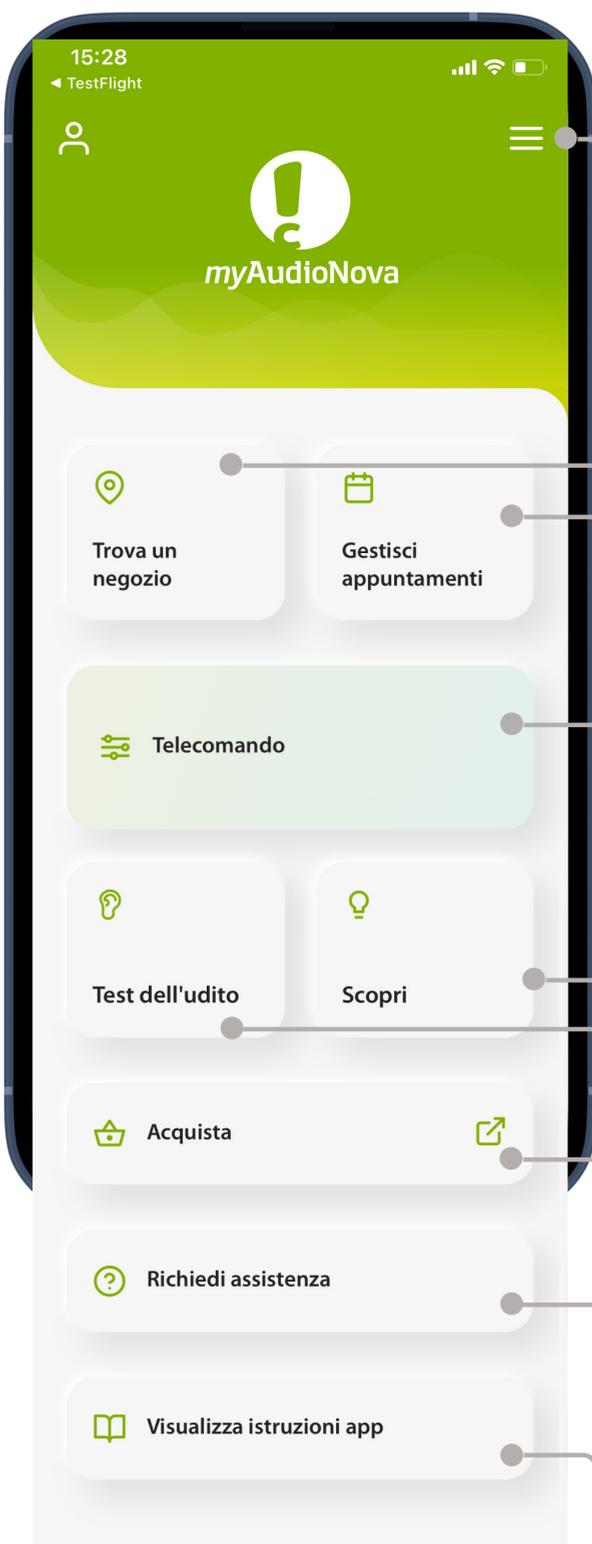 15:28
◀ TestFlight
myAudioNova
Trova un
negozio
Gestisci
appuntamenti
Telecomando
Test dell'udito
Scopri
Acquista
Richiedi assistenza
Visualizza istruzioni app